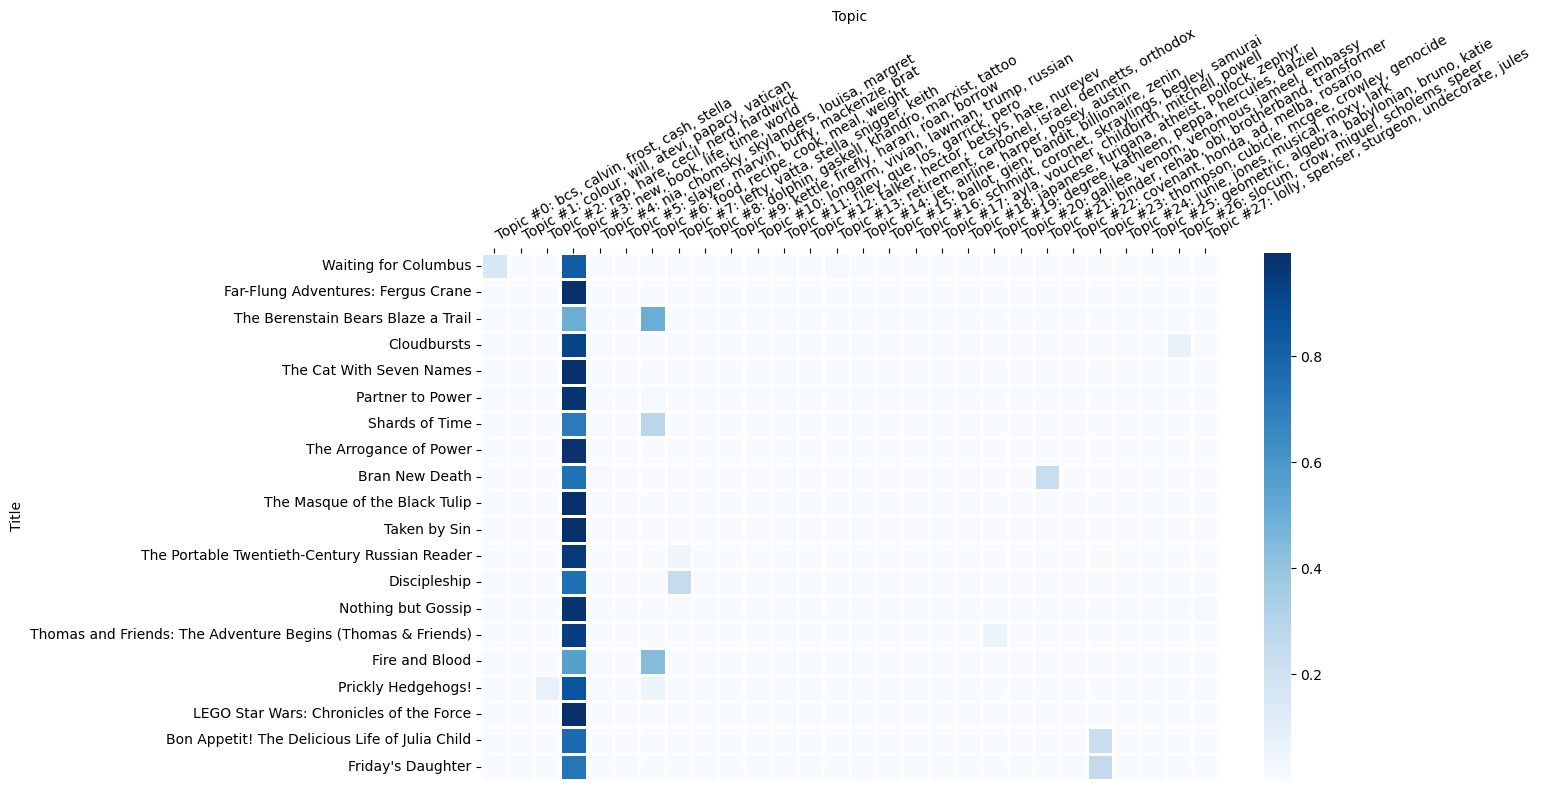 Topic
Topic #0: bcs, calvin, frost, cash, stella
Topic #1: colour, will, atevi, papacy, vatican
Topic #2: rap, hare, cecil, nerd, hardwick
Topic #3: new, book, life, time, world
Topic #4: nia, chomsky, skylanders, louisa, margret
Topic #5: slayer, marvin, buffy, mackenzie, brat
Topic #6: food, recipe, cook, meal, weight
Topic #7: lefty, vatta, stella, snigger, keith
Topic #8: dolphin, gaskell, khandro, marxist, tattoo
Topic #9: kettle, firefly, harari, roan, borrow
Topic #10: longarm, vivian, lawman, trump, russian
Topic #11: riley, que, los, garrick, pero
Topic #12: talker, hector, betsys, hate, nureyev
Topic #13: retirement, carbonel, israel, dennetts, orthodox
Topic #14: jet, airline, harper, posey, austin
Topic #15: ballot, gien, bandit, billionaire, zenin
Topic #16: schmidt, coronet, skraylings, begley, samurai
Topic #17: ayla, voucher, childbirth, mitchell, powell
Topic #18: japanese, furigana, atheist, pollock, zephyr
Topic #19: degree, kathleen, peppa, hercules, dalziel
Topic #20: galilee, venom, venomous, jameel, embassy
Topic #21: binder, rehab, obi, brotherband, transformer
Topic #22: covenant, honda, ad, melba, rosario
Topic #23: thompson, cubicle, mcgee, crowley, genocide
Topic #24: junie, jones, musical, moxy, lark
Topic #25: geometric, algebra, babylonian, bruno, katie
Topic #26: slocum, crow, miguel, scholems, speer
Topic #27: lolly, spenser, sturgeon, undecorate, jules
Title
Waiting for Columbus
Far-Flung Adventures: Fergus Crane
The Berenstain Bears Blaze a Trail
Cloudbursts
The Cat With Seven Names
Partner to Power
Shards of Time
The Arrogance of Power
Bran New Death
The Masque of the Black Tulip
Taken by Sin
The Portable Twentieth-Century Russian Reader
Discipleship
Nothing but Gossip
Thomas and Friends: The Adventure Begins (Thomas & Friends)
Fire and Blood
Prickly Hedgehogs!
LEGO Star Wars: Chronicles of the Force
Bon Appetit! The Delicious Life of Julia Child
Friday's Daughter
0.8
0.6
0.4
0.2